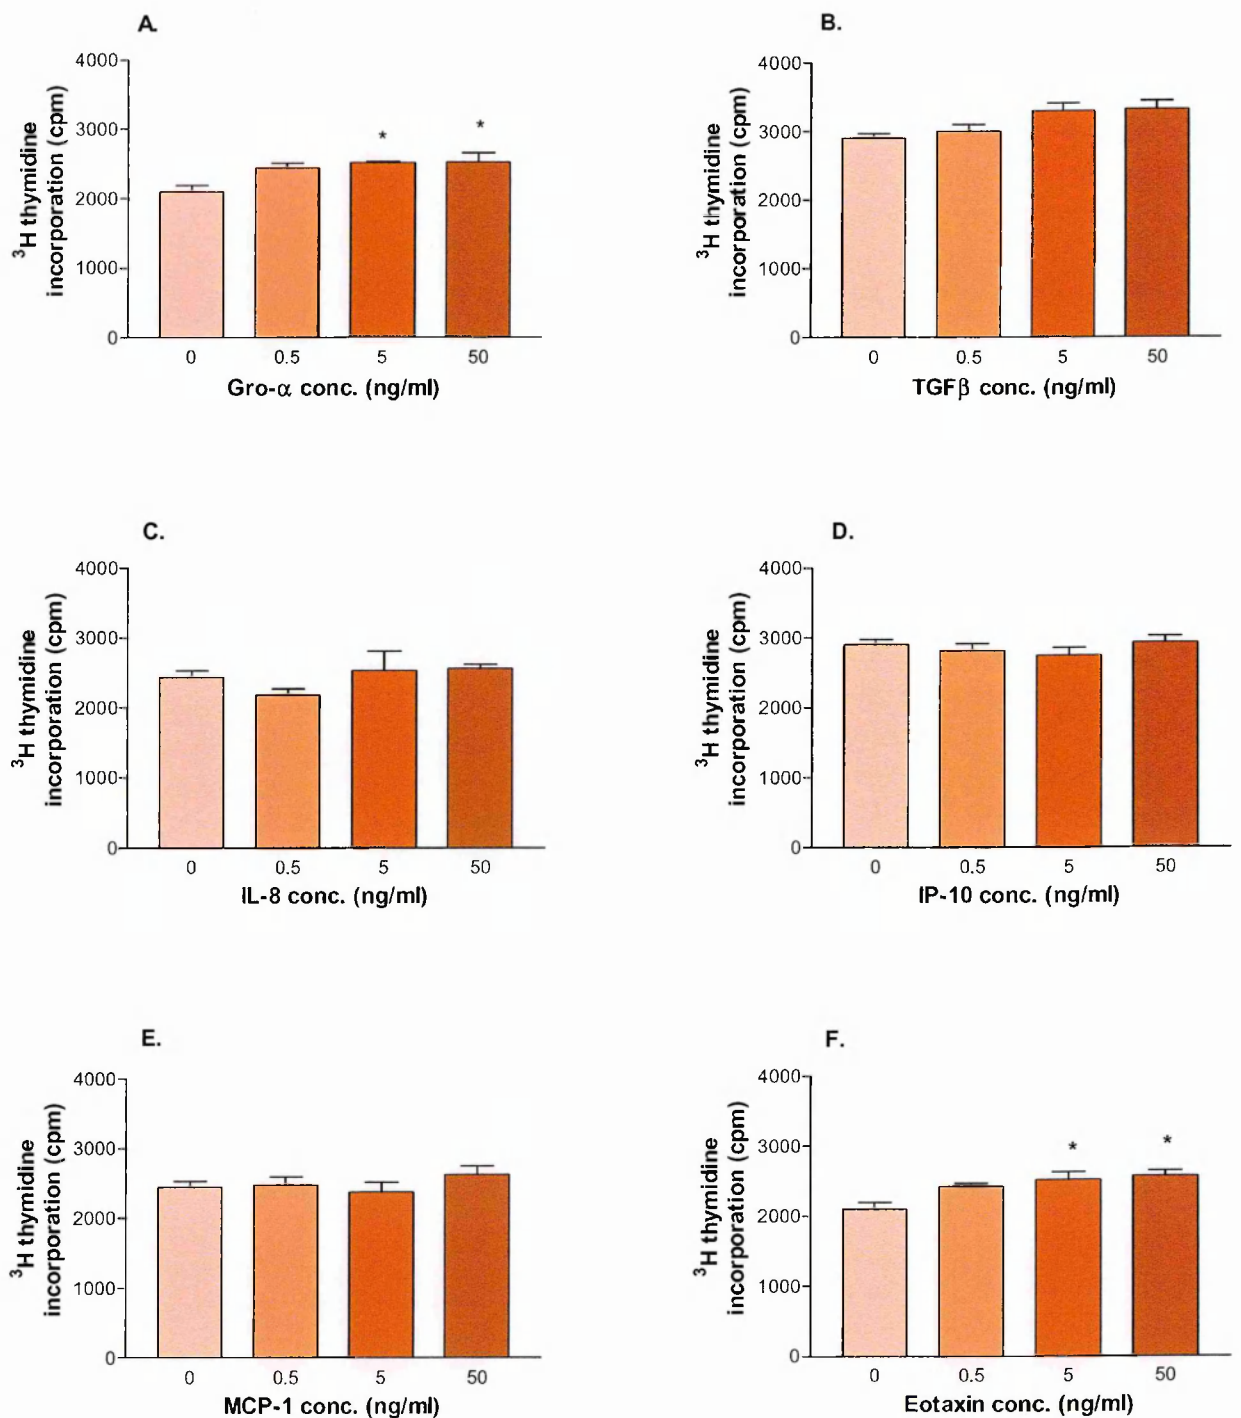 A.
³H thymidine
incorporation (cpm)
4000
3000
2000
1000
0
* *
0 0.5 5 50
Gro-α conc. (ng/ml)
B.
³H thymidine
incorporation (cpm)
4000
3000
2000
1000
0
0 0.5 5 50
TGFβ conc. (ng/ml)
C.
³H thymidine
incorporation (cpm)
4000
3000
2000
1000
0
0 0.5 5 50
IL-8 conc. (ng/ml)
D.
³H thymidine
incorporation (cpm)
4000
3000
2000
1000
0
0 0.5 5 50
IP-10 conc. (ng/ml)
E.
³H thymidine
incorporation (cpm)
4000
3000
2000
1000
0
0 0.5 5 50
MCP-1 conc. (ng/ml)
F.
³H thymidine
incorporation (cpm)
4000
3000
2000
1000
0
* *
0 0.5 5 50
Eotaxin conc. (ng/ml)